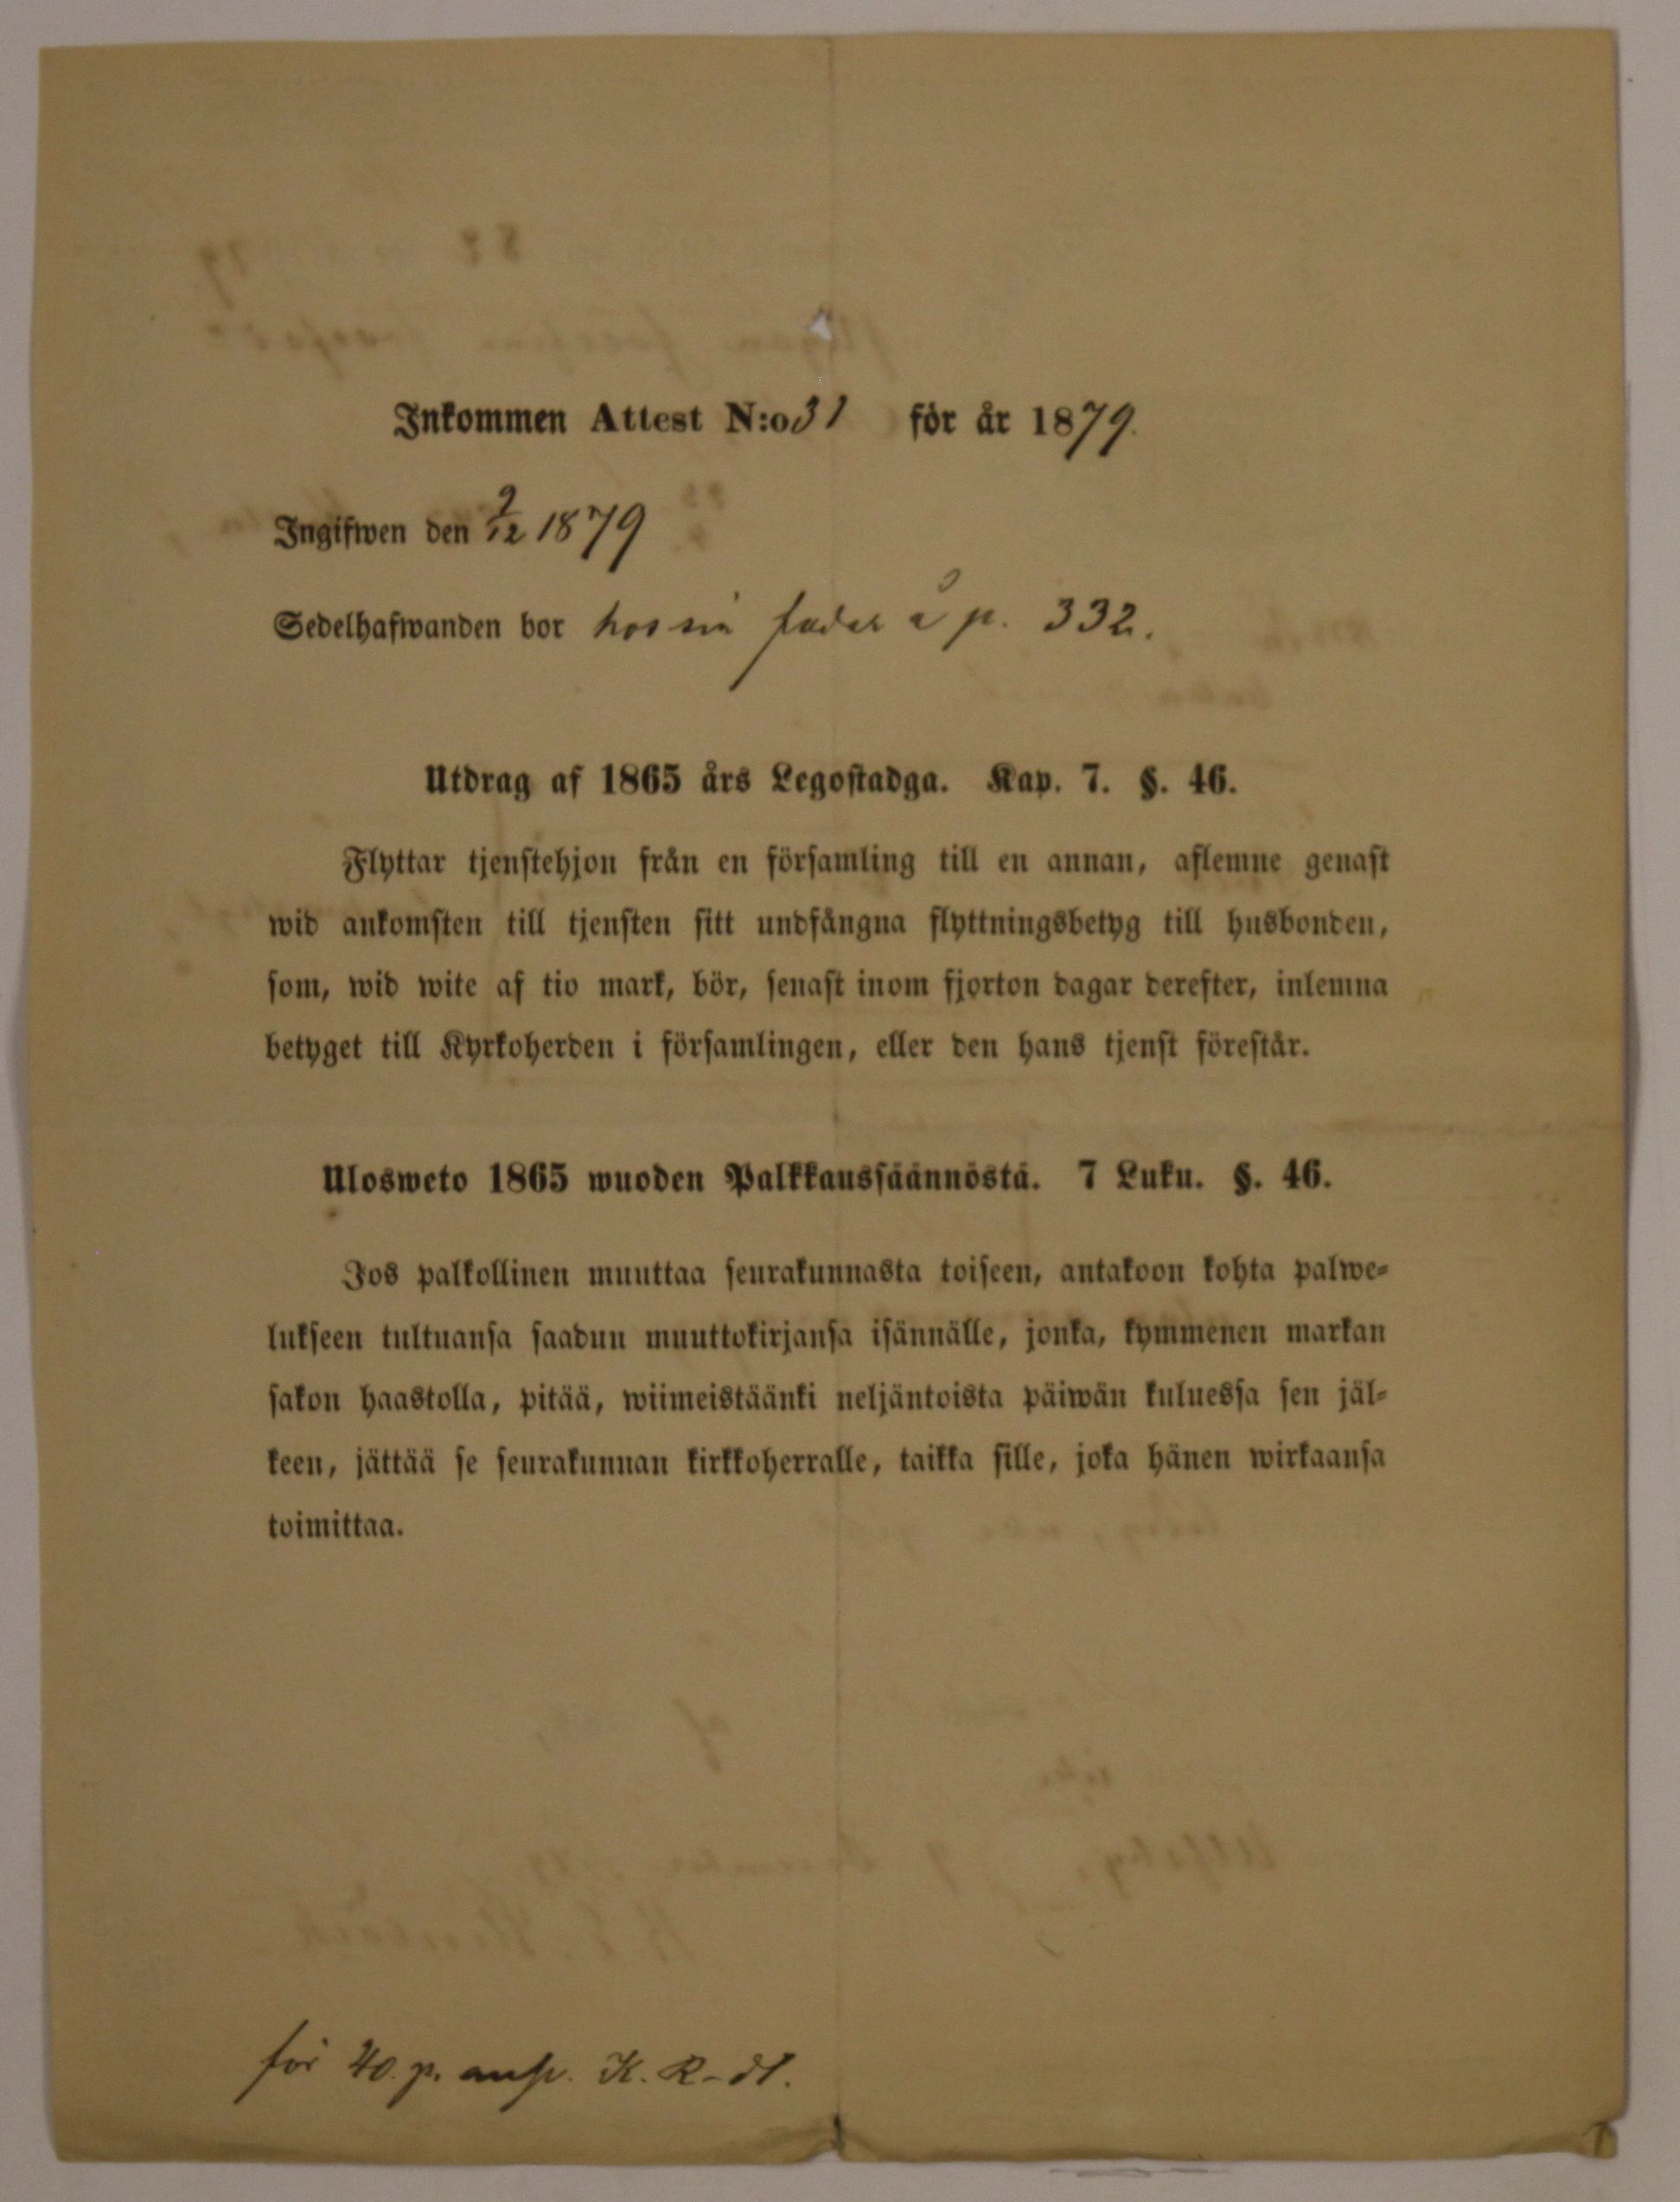 Inkommen Attest N:o 31 för år 1879.
Ingifwen den 9/12 1879
Sedelhafwanden bor hos sin fader å p. 332.
Utdrag af 1865 års Legostadga. Kap. 7. §. 46.
Flyttar tjenstehjon från en församling till en annan, aflemne genast
wid ankomsten till tjensten sitt undfångna flyttningsbetyg till husbonden,
som, wid wite af tio mark, bör, senast inom fjorton dagar derefter, inlemna
betyget till Kyrkoherden i församlingen, eller den hans tjenst förestår.
Ulosweto 1865 wuoden Palkkaussäännöstä. 7 Luku. §. 46.
Jos palkollinen muuttaa seurakunnasta toiseen, antakoon kohta palwe-
lukseen tultuansa saadun muuttokirjansa isännälle, jonka, kymmenen markan
sakon haastolla, pitää, wiimeistäänki neljäntoista päiwän kuluessa sen jäl-
keen, jättää se seurakunnan kirkkoherralle, taikka sille, joka hänen wirkaansa
toimittaa.
för 40. p. ansv. K. R-dt.